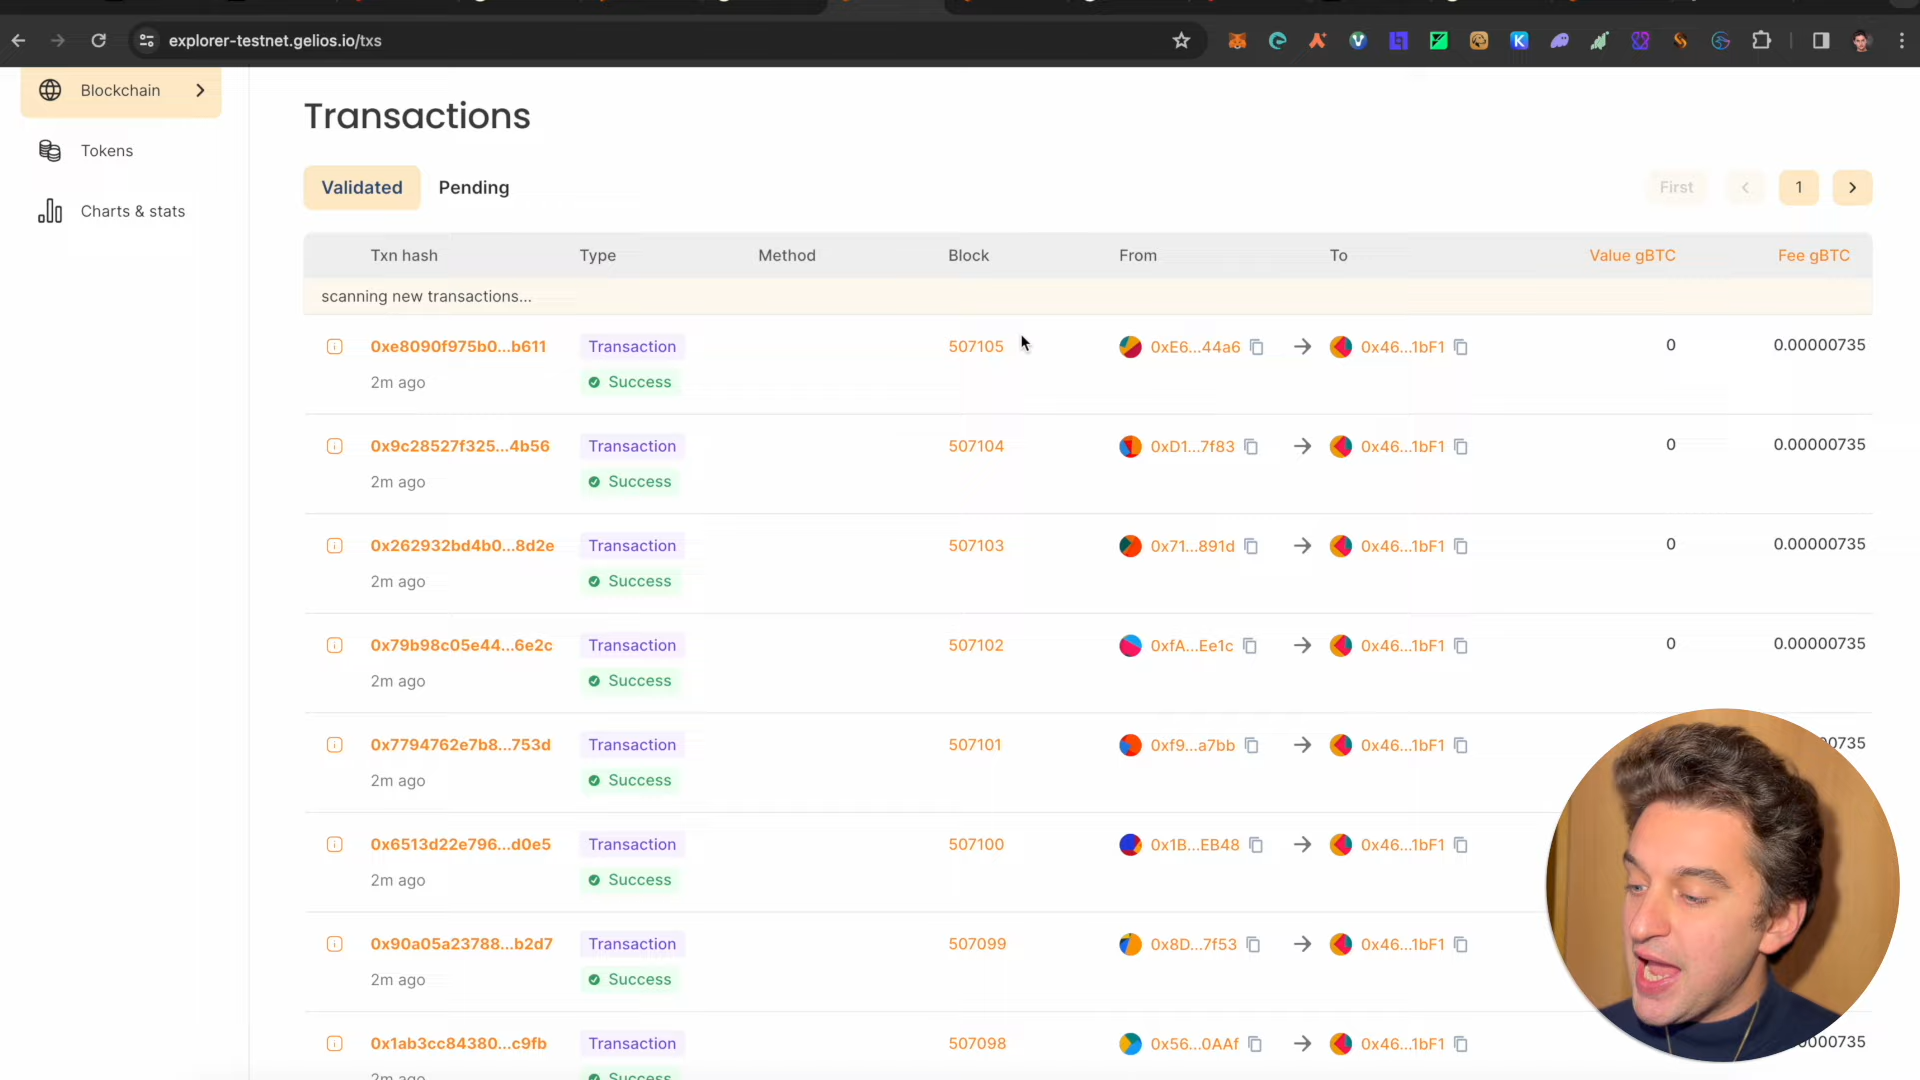 explorer-testnet.gelios.io/txs
Blockchain
Tokens
Charts & stats
Transactions
Validated Pending
First 1
Txn hash Type Method Block From To Value gBTC Fee gBTC
scanning new transactions...
0xe8090f975b0...b611 Transaction 507105 0xE6...44a6 0x46...1bF1 0 0.00000735
2m ago Success
0x9c28527f325...4b56 Transaction 507104 0xD1...7f83 0x46...1bF1 0 0.00000735
2m ago Success
0x262932bd4b0...8d2e Transaction 507103 0x71...891d 0x46...1bF1 0 0.00000735
2m ago Success
0x79b98c05e44...6e2c Transaction 507102 0xfA...Ee1c 0x46...1bF1 0 0.00000735
2m ago Success
0x7794762e7b8...753d Transaction 507101 0xf9...a7bb 0x46...1bF1
2m ago Success
0x6513d22e796...d0e5 Transaction 507100 0x1B...EB48 0x46...1bF1
2m ago Success
0x90a05a23788...b2d7 Transaction 507099 0x8D...7f53 0x46...1bF1
2m ago Success
0x1ab3cc84380...c9fb Transaction 507098 0x56...0AAf 0x46...1bF1
2m ago Success